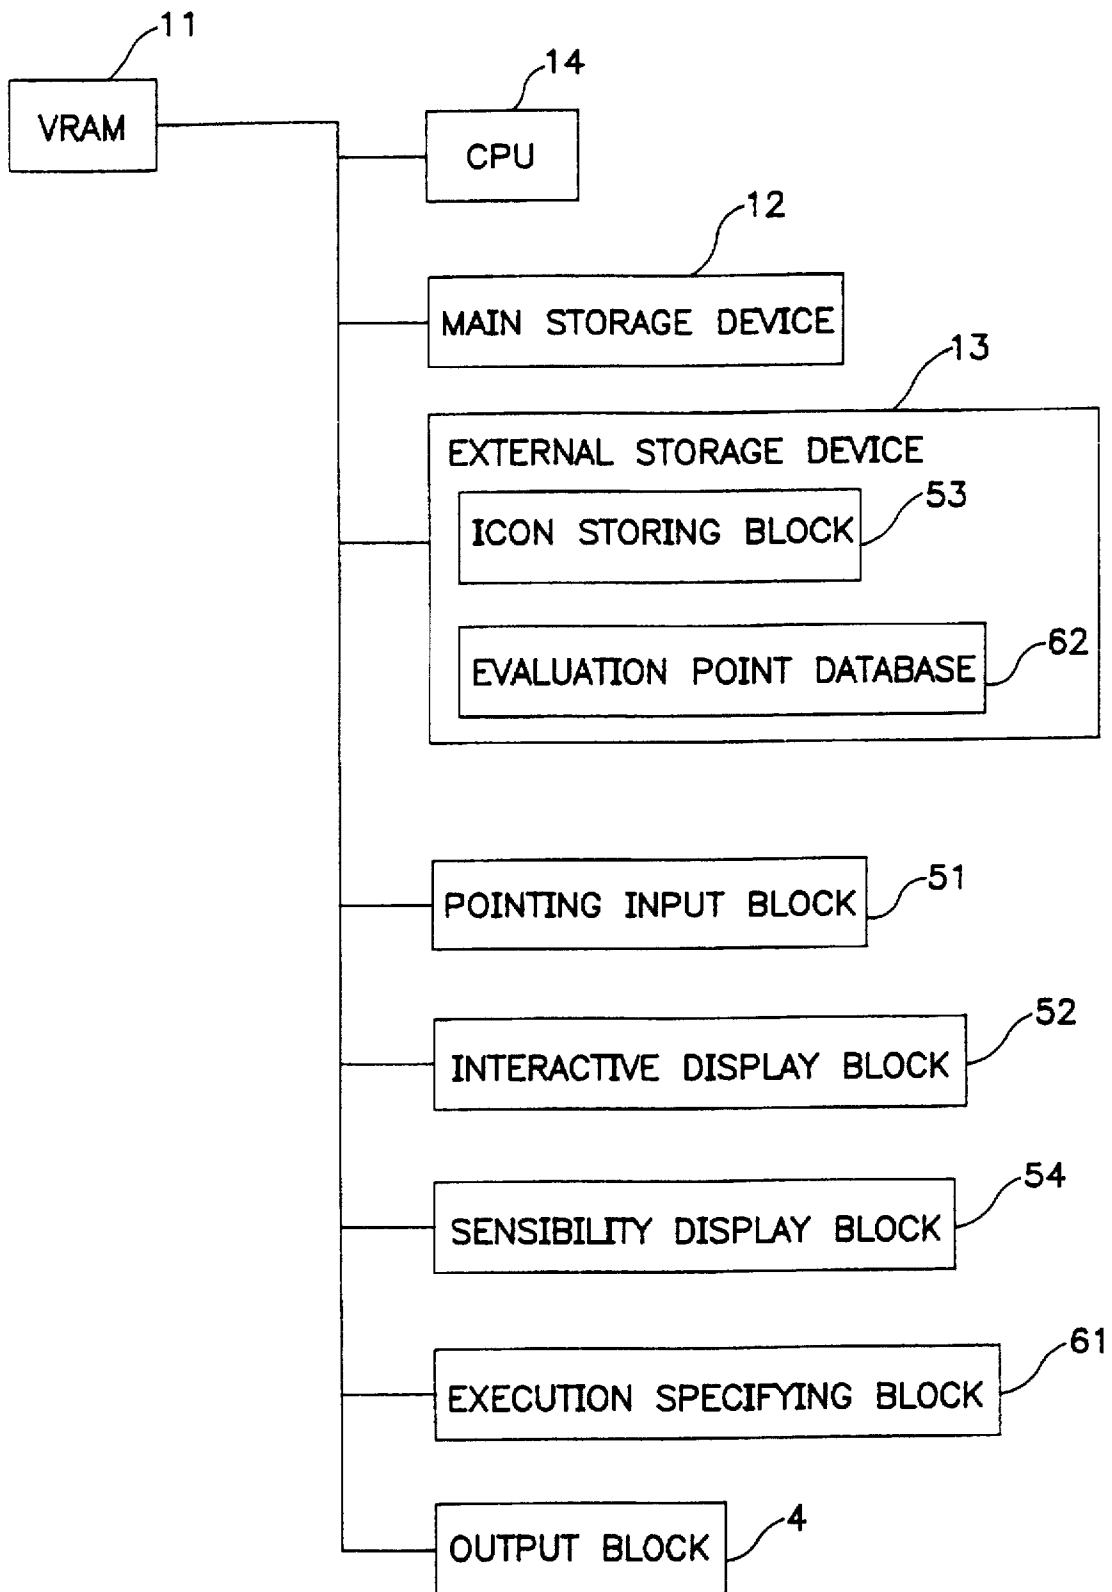 11
VRAM
14
CPU
12
MAIN STORAGE DEVICE
13
EXTERNAL STORAGE DEVICE
53
ICON STORING BLOCK
62
EVALUATION POINT DATABASE
51
POINTING INPUT BLOCK
52
INTERACTIVE DISPLAY BLOCK
54
SENSIBILITY DISPLAY BLOCK
61
EXECUTION SPECIFYING BLOCK
4
OUTPUT BLOCK